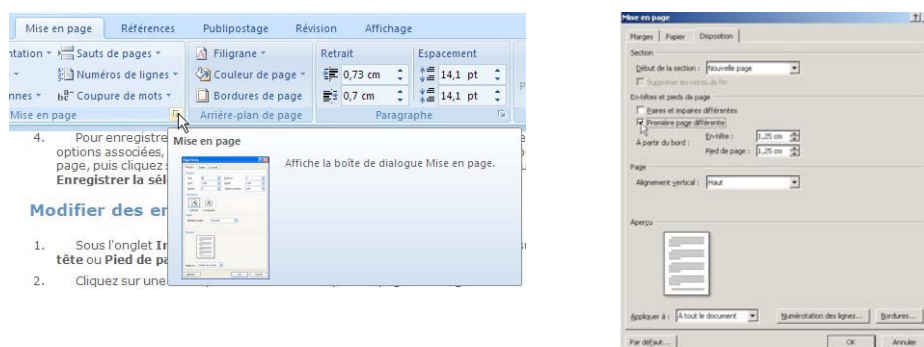 Mise en page Références Publipostage Révision Affichage
ntation Sauts de pages Filigrane Retrait Espacement
Numéros de lignes Couleur de page 0,73 cm 14,1 pt
nnes Coupure de mots Bordures de page 0,7 cm 14,1 pt
Mise en page Arrière-plan de page Paragraphe
4. Pour enregistre
options associées,
page, puis cliquez
Enregistrer la sél
Mise en page
Affiche la boîte de dialogue Mise en page.
Modifier des en
1. Sous l'onglet
tête ou Pied de pa
2. Cliquez sur une
Mise en page
Marges Papier Disposition
Section
Début de la section : Nouvelle page
Supprimer les notes de fin
En-têtes et pieds de page
Paires et impaires différentes
Première page différente
À partir du bord : En-tête : 1,25 cm
Pied de page : 1,25 cm
Page
Alignement vertical : Haut
Aperçu
Appliquer à : À tout le document Numérotation des lignes... Bordures...
Par défaut... OK Annuler